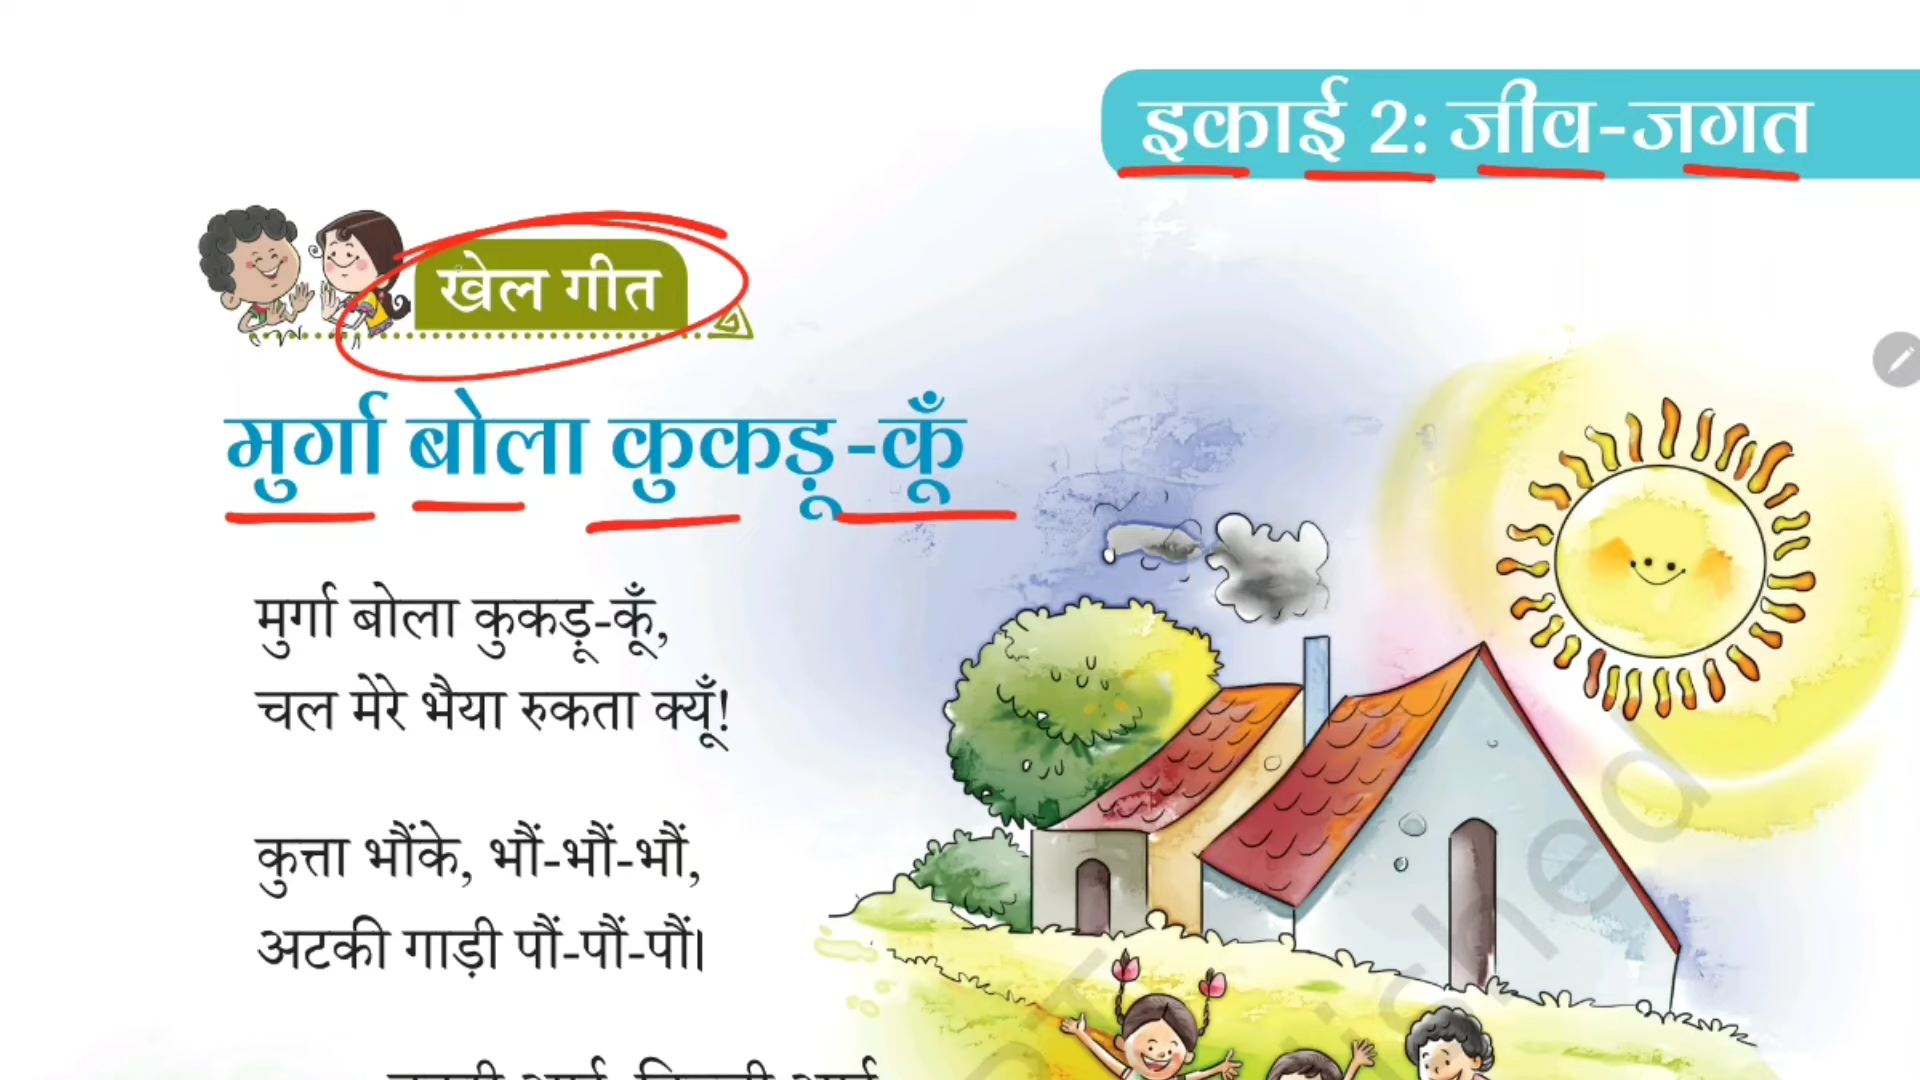 इकाई 2: जीव-जगत
खेल गीत
मुर्गा बोला कुकड़ू-कूँ
मुर्गा बोला कुकड़ू-कूँ,
चल मेरे भैया रुकता क्यूँ!
कुत्ता भौंके, भौं-भौं-भौं,
अटकी गाड़ी पौं-पौं-पौं।